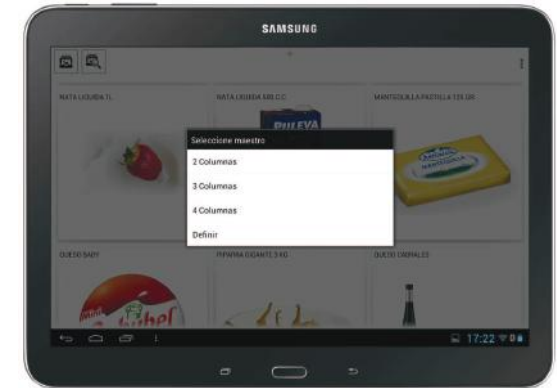 SAMSUNG
NATA LIQUIDA 1L
NATA LIQUIDA 500 C.C.
MANTEQUILLA PASTILLA 125 GR
PULEVA
Seleccione maestro
2 Columnas
3 Columnas
4 Columnas
Definir
QUESO BABY
PIPARRA GIGANTE 3 KG
QUESO CABRALES
mini
17:22